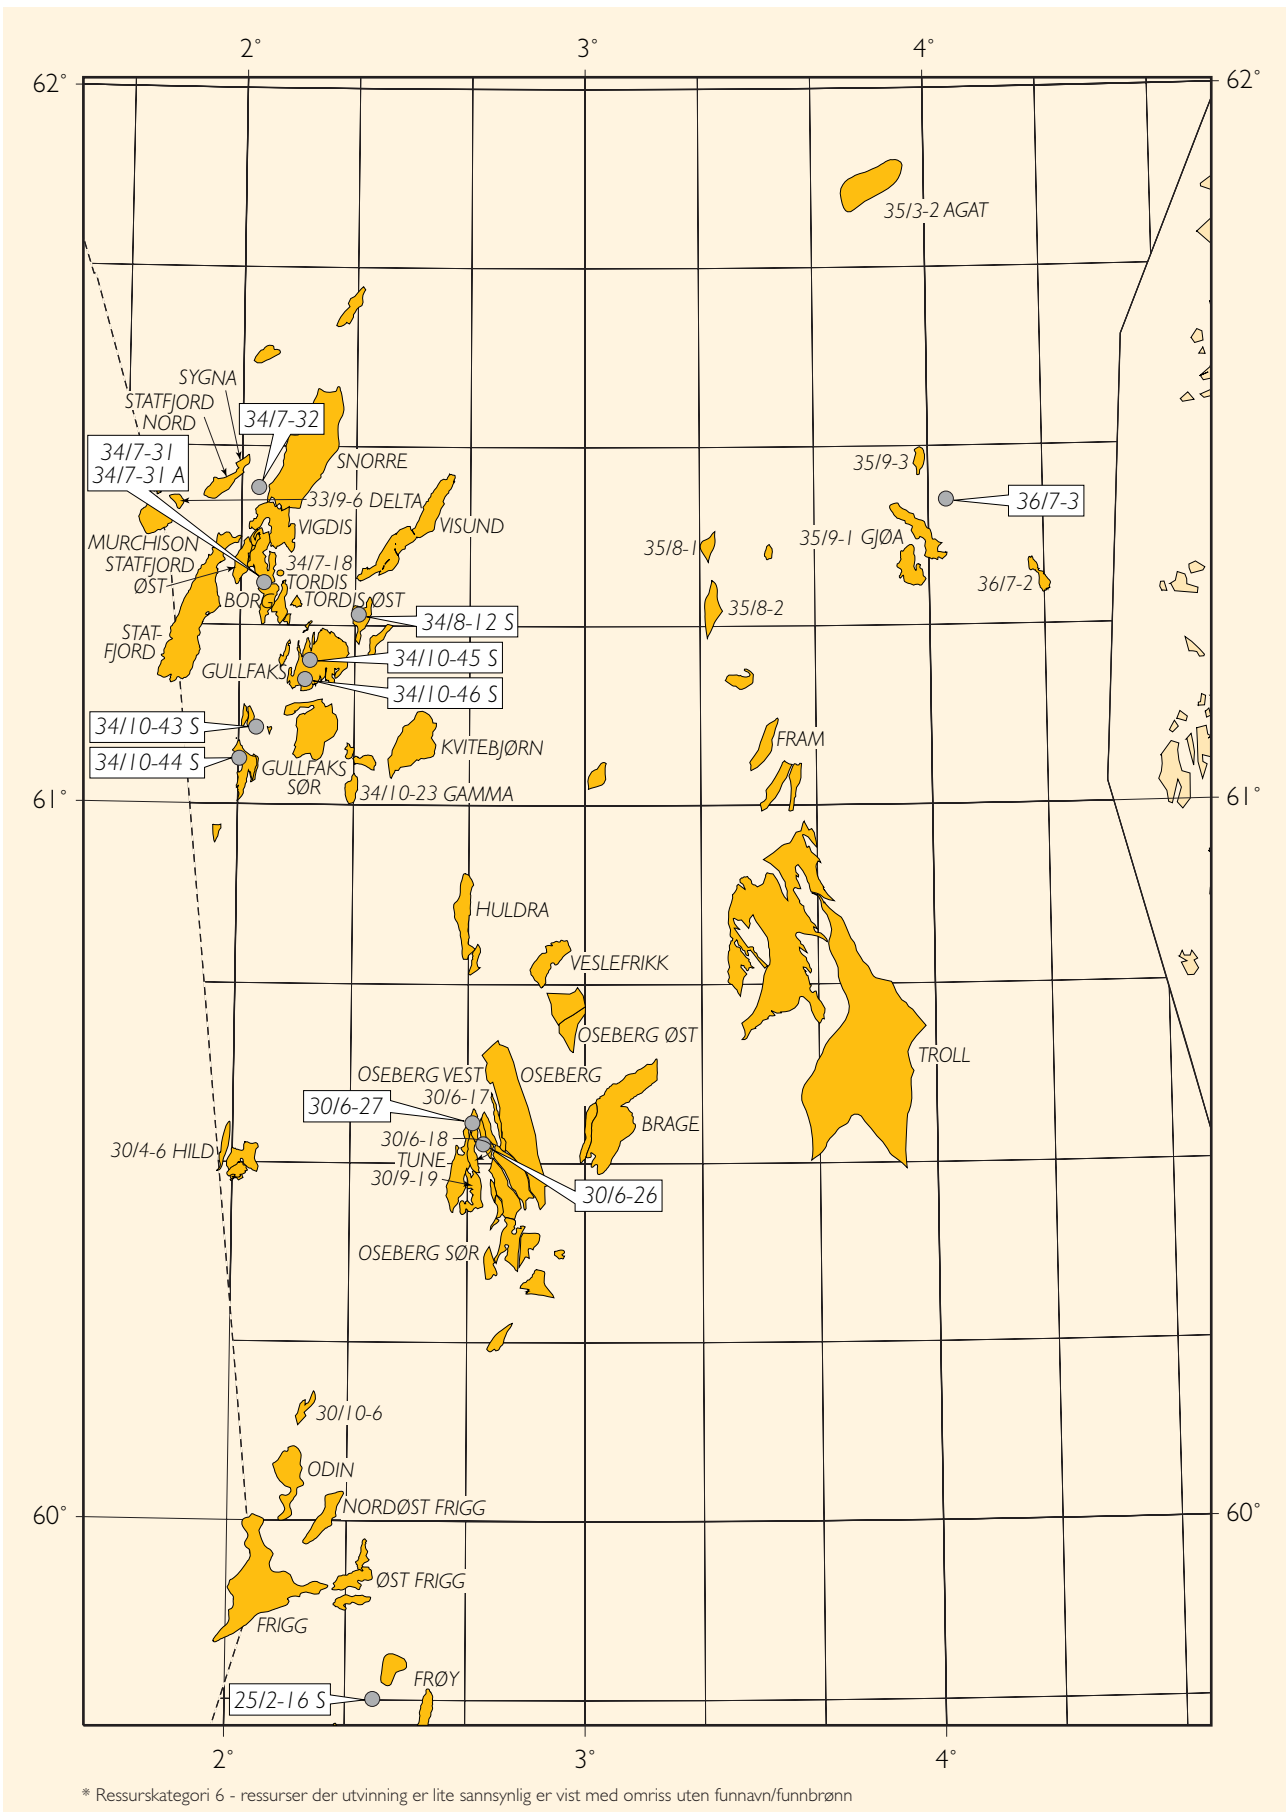 2°
3°
4°
62°
62°
35/3-2 AGAT
SYGNA
STATFJORD
NORD
34/7-32
34/7-31
34/7-31 A
SNORRE
35/9-3
33/9-6 DELTA
36/7-3
VIGDIS
VISUND
MURCHISON
35/8-1
35/9-1 GJØA
STATFJORD
ØST
34/7-18
TORDIS
36/7-2
BORG
TORDIS ØST
35/8-2
34/8-12 S
STAT-
FJORD
34/10-45 S
GULLFAKS
34/10-46 S
34/10-43 S
FRAM
KVITEBJØRN
34/10-44 S
GULLFAKS
SØR
34/10-23 GAMMA
61°
61°
HULDRA
VESLEFRIKK
OSEBERG ØST
TROLL
OSEBERG VEST
OSEBERG
30/6-17
30/6-27
BRAGE
30/6-18
30/4-6 HILD
TUNE
30/9-19
30/6-26
OSEBERG SØR
30/10-6
ODIN
NORDØST FRIGG
60°
60°
ØST FRIGG
FRIGG
FRØY
25/2-16 S
2°
3°
4°
* Ressurskategori 6 - ressurser der utvinning er lite sannsynlig er vist med omriss uten funnavn/funnbrønn